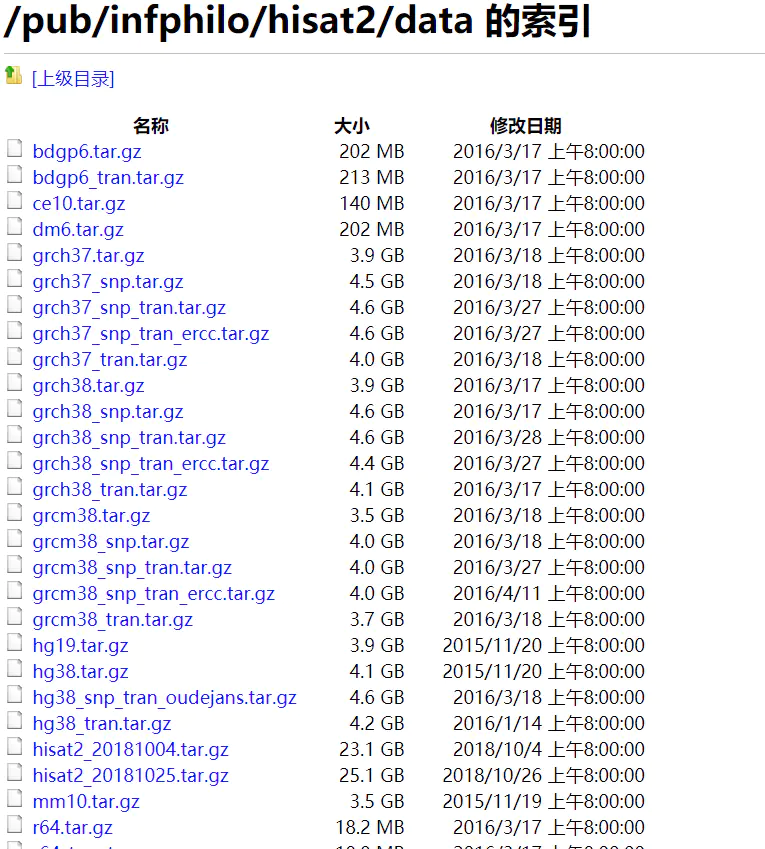 /pub/infphilo/hisat2/data 的索引
[上级目录]
名称 大小 修改日期
bdgp6.tar.gz 202 MB 2016/3/17 上午8:00:00
bdgp6_tran.tar.gz 213 MB 2016/3/17 上午8:00:00
ce10.tar.gz 140 MB 2016/3/17 上午8:00:00
dm6.tar.gz 202 MB 2016/3/17 上午8:00:00
grch37.tar.gz 3.9 GB 2016/3/18 上午8:00:00
grch37_snp.tar.gz 4.5 GB 2016/3/18 上午8:00:00
grch37_snp_tran.tar.gz 4.6 GB 2016/3/27 上午8:00:00
grch37_snp_tran_ercc.tar.gz 4.6 GB 2016/3/27 上午8:00:00
grch37_tran.tar.gz 4.0 GB 2016/3/18 上午8:00:00
grch38.tar.gz 3.9 GB 2016/3/17 上午8:00:00
grch38_snp.tar.gz 4.6 GB 2016/3/17 上午8:00:00
grch38_snp_tran.tar.gz 4.6 GB 2016/3/28 上午8:00:00
grch38_snp_tran_ercc.tar.gz 4.4 GB 2016/3/27 上午8:00:00
grch38_tran.tar.gz 4.1 GB 2016/3/17 上午8:00:00
grcm38.tar.gz 3.5 GB 2016/3/18 上午8:00:00
grcm38_snp.tar.gz 4.0 GB 2016/3/18 上午8:00:00
grcm38_snp_tran.tar.gz 4.0 GB 2016/3/27 上午8:00:00
grcm38_snp_tran_ercc.tar.gz 4.0 GB 2016/4/11 上午8:00:00
grcm38_tran.tar.gz 3.7 GB 2016/3/18 上午8:00:00
hg19.tar.gz 3.9 GB 2015/11/20 上午8:00:00
hg38.tar.gz 4.1 GB 2015/11/20 上午8:00:00
hg38_snp_tran_oudejans.tar.gz 4.6 GB 2016/3/18 上午8:00:00
hg38_tran.tar.gz 4.2 GB 2016/1/14 上午8:00:00
hisat2_20181004.tar.gz 23.1 GB 2018/10/4 上午8:00:00
hisat2_20181025.tar.gz 25.1 GB 2018/10/26 上午8:00:00
mm10.tar.gz 3.5 GB 2015/11/19 上午8:00:00
r64.tar.gz 18.2 MB 2016/3/17 上午8:00:00